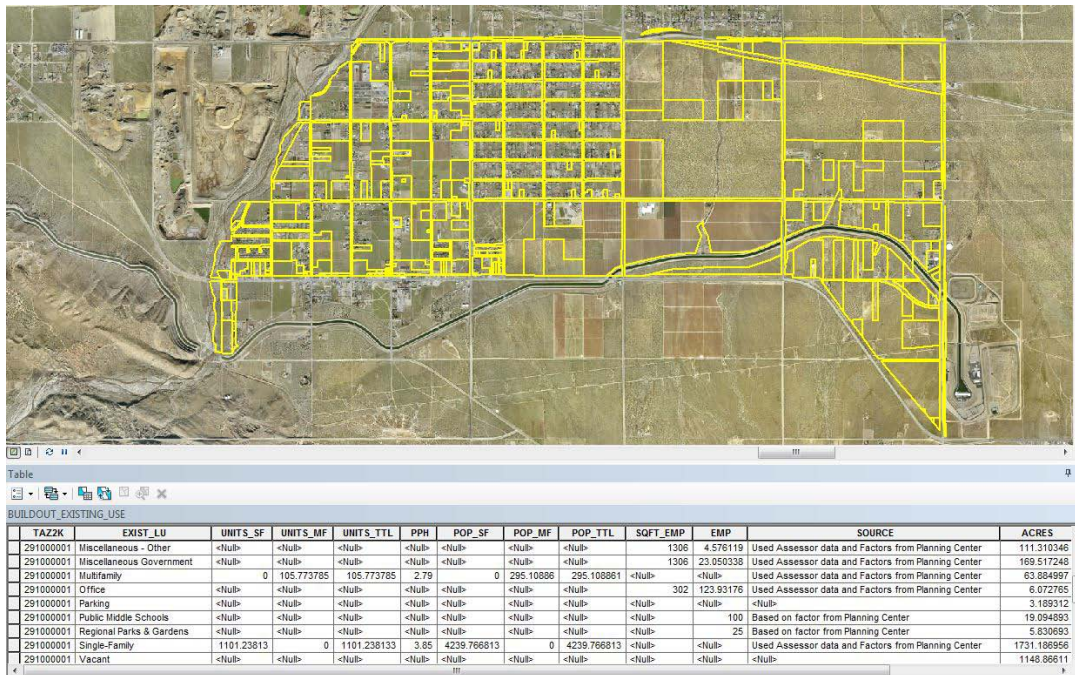 Table
BUILDOUT_EXISTING_USE
TAZ2K EXIST_LU UNITS_SF UNITS_MF UNITS_TTL PPH POP_SF POP_MF POP_TTL SQFT_EMP EMP SOURCE ACRES
291000001 Miscellaneous - Other <Null> <Null> <Null> <Null> <Null> <Null> <Null> 1306 4.576119 Used Assessor data and Factors from Planning Center 111.310346
291000001 Miscellaneous Government <Null> <Null> <Null> <Null> <Null> <Null> <Null> 1306 23.050338 Used Assessor data and Factors from Planning Center 169.517248
291000001 Multifamily 0 105.773785 105.773785 2.79 0 295.10886 295.108861 <Null> <Null> Used Assessor data and Factors from Planning Center 63.884997
291000001 Office <Null> <Null> <Null> <Null> <Null> <Null> <Null> 302 123.93176 Used Assessor data and Factors from Planning Center 6.072765
291000001 Parking <Null> <Null> <Null> <Null> <Null> <Null> <Null> <Null> <Null> <Null> 3.189312
291000001 Public Middle Schools <Null> <Null> <Null> <Null> <Null> <Null> <Null> <Null> 100 Based on factor from Planning Center 19.094893
291000001 Regional Parks & Gardens <Null> <Null> <Null> <Null> <Null> <Null> <Null> <Null> 25 Based on factor from Planning Center 5.830693
291000001 Single-Family 1101.23813 0 1101.238133 3.85 4239.766813 0 4239.766813 <Null> <Null> Used Assessor data and Factors from Planning Center 1731.186956
291000001 Vacant <Null> <Null> <Null> <Null> <Null> <Null> <Null> <Null> <Null> <Null> 1148.86611